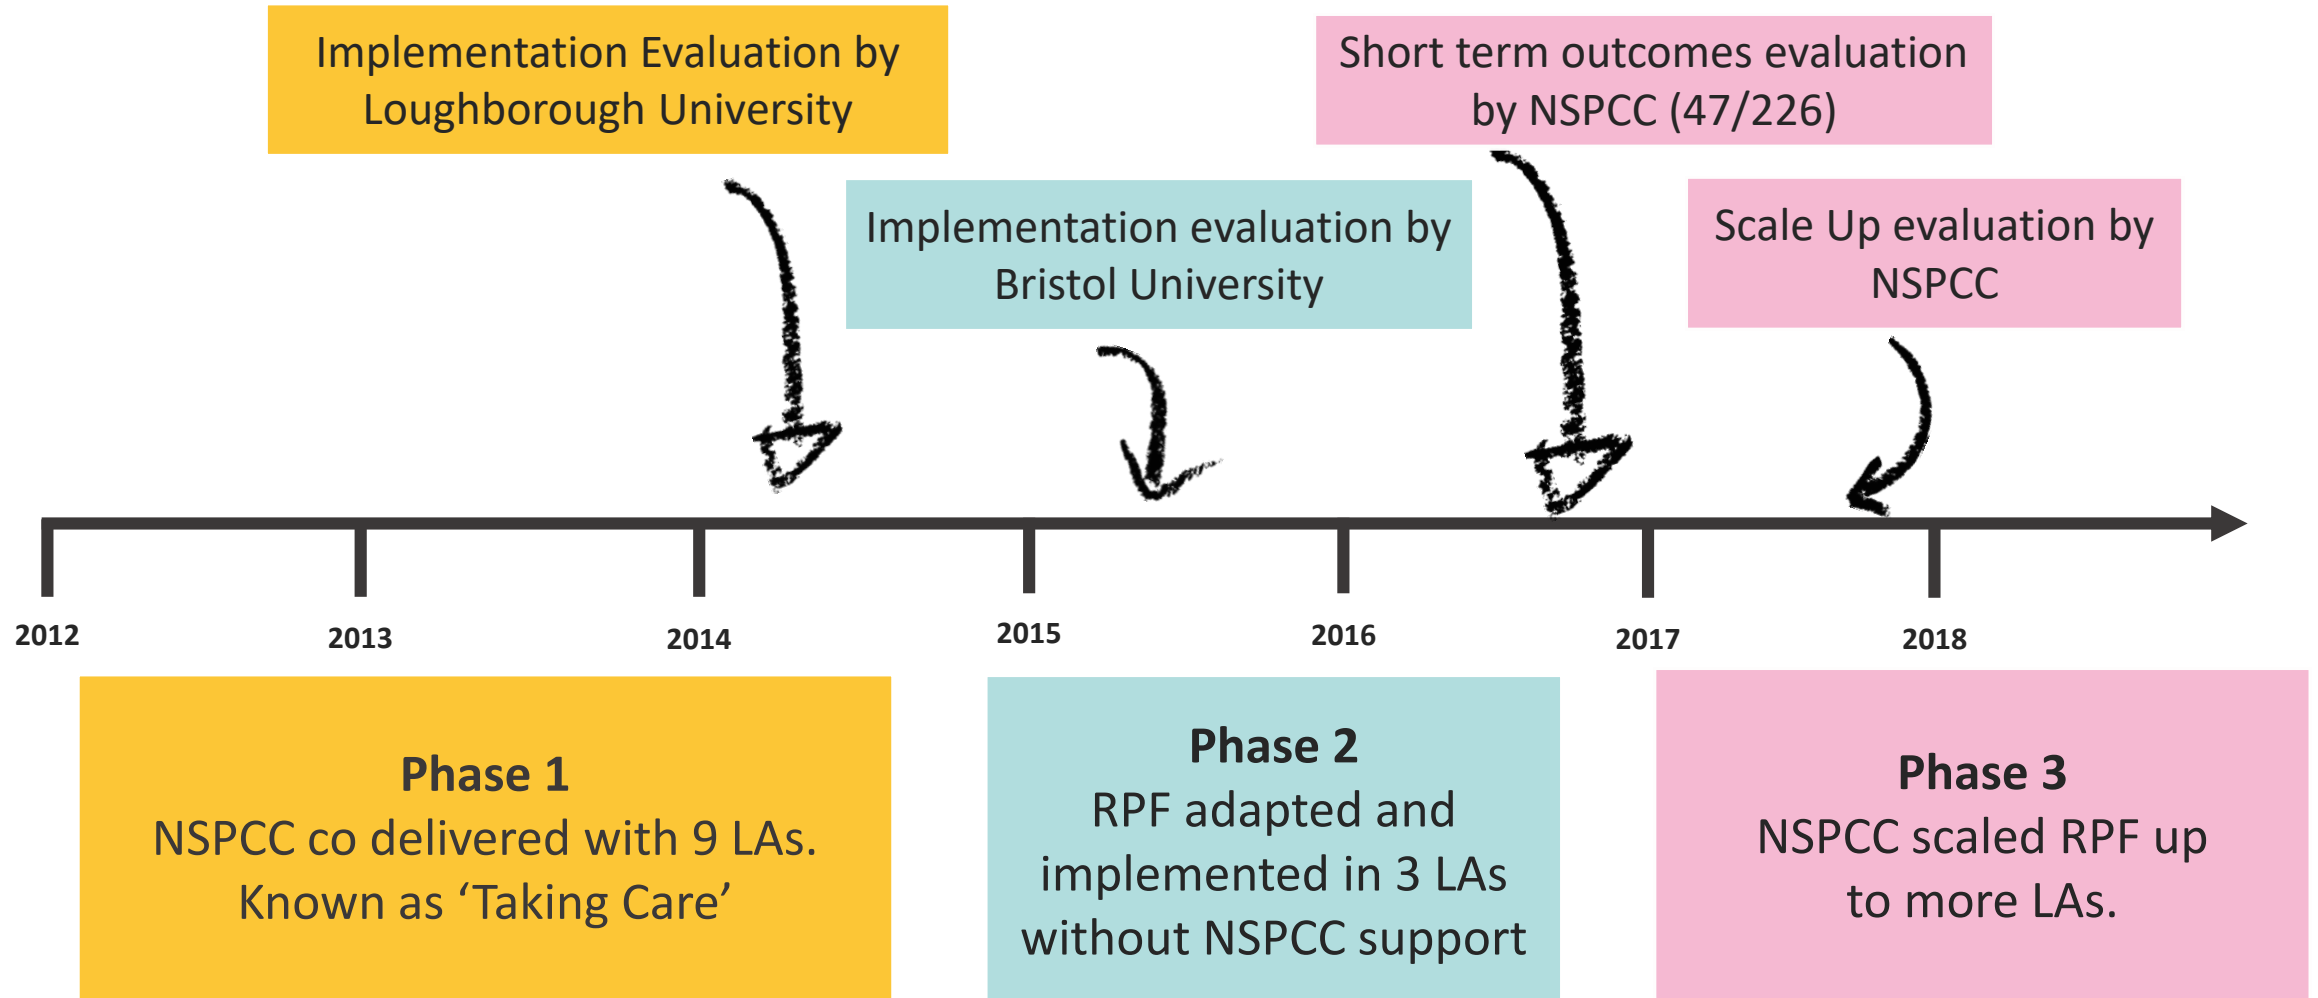 Implementation Evaluation by
Loughborough University
Short term outcomes evaluation
by NSPCC (47/226)
Implementation evaluation by
Bristol University
Scale Up evaluation by
NSPCC
2012
2013
2014
2015
2016
2017
2018
Phase 1
NSPCC co delivered with 9 LAs.
Known as ‘Taking Care’
Phase 2
RPF adapted and
implemented in 3 LAs
without NSPCC support
Phase 3
NSPCC scaled RPF up
to more LAs.